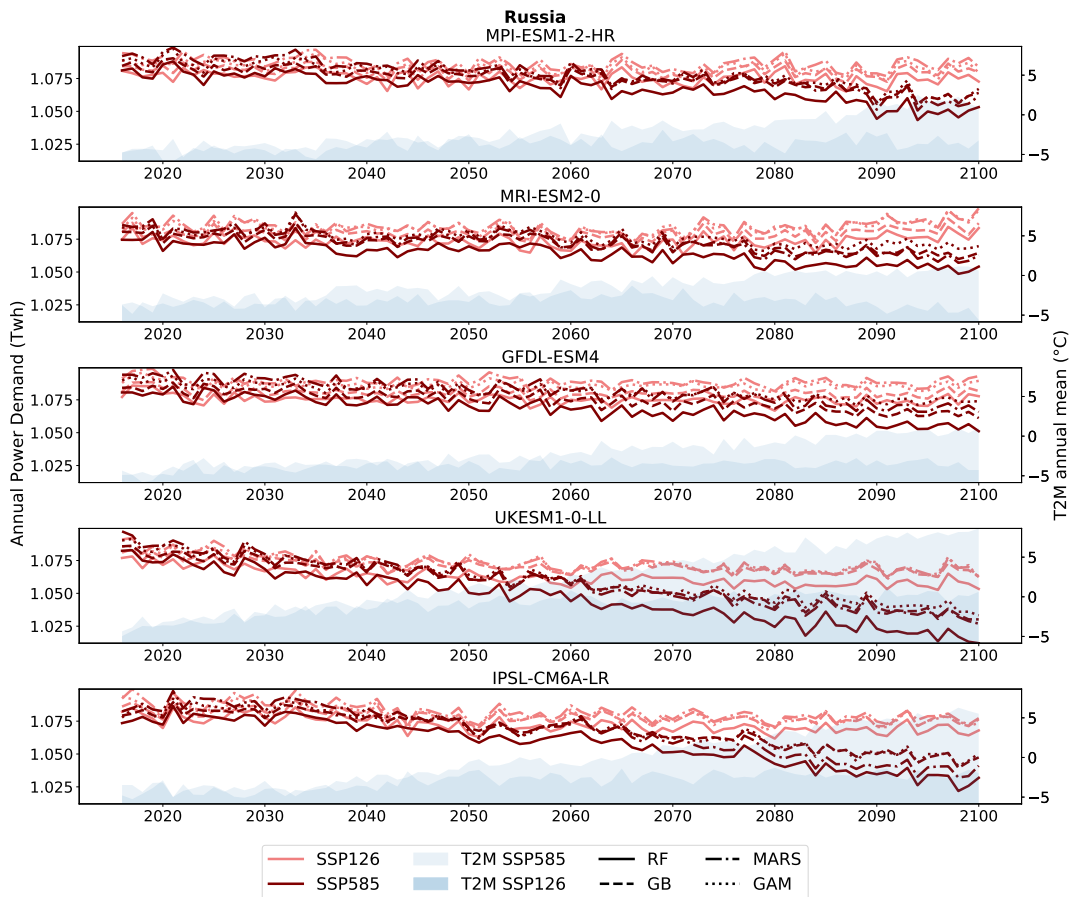 Russia
MPI-ESM1-2-HR
1.075
1.050
1.025
5
0
−5
2020 2030 2040 2050 2060 2070 2080 2090 2100
MRI-ESM2-0
1.075
1.050
1.025
5
0
−5
2020 2030 2040 2050 2060 2070 2080 2090 2100
GFDL-ESM4
1.075
1.050
1.025
5
0
−5
2020 2030 2040 2050 2060 2070 2080 2090 2100
UKESM1-0-LL
1.075
1.050
1.025
5
0
−5
2020 2030 2040 2050 2060 2070 2080 2090 2100
IPSL-CM6A-LR
1.075
1.050
1.025
5
0
−5
2020 2030 2040 2050 2060 2070 2080 2090 2100
Annual Power Demand (Twh)
T2M annual mean (°C)
SSP126 T2M SSP585 RF MARS
SSP585 T2M SSP126 GB GAM